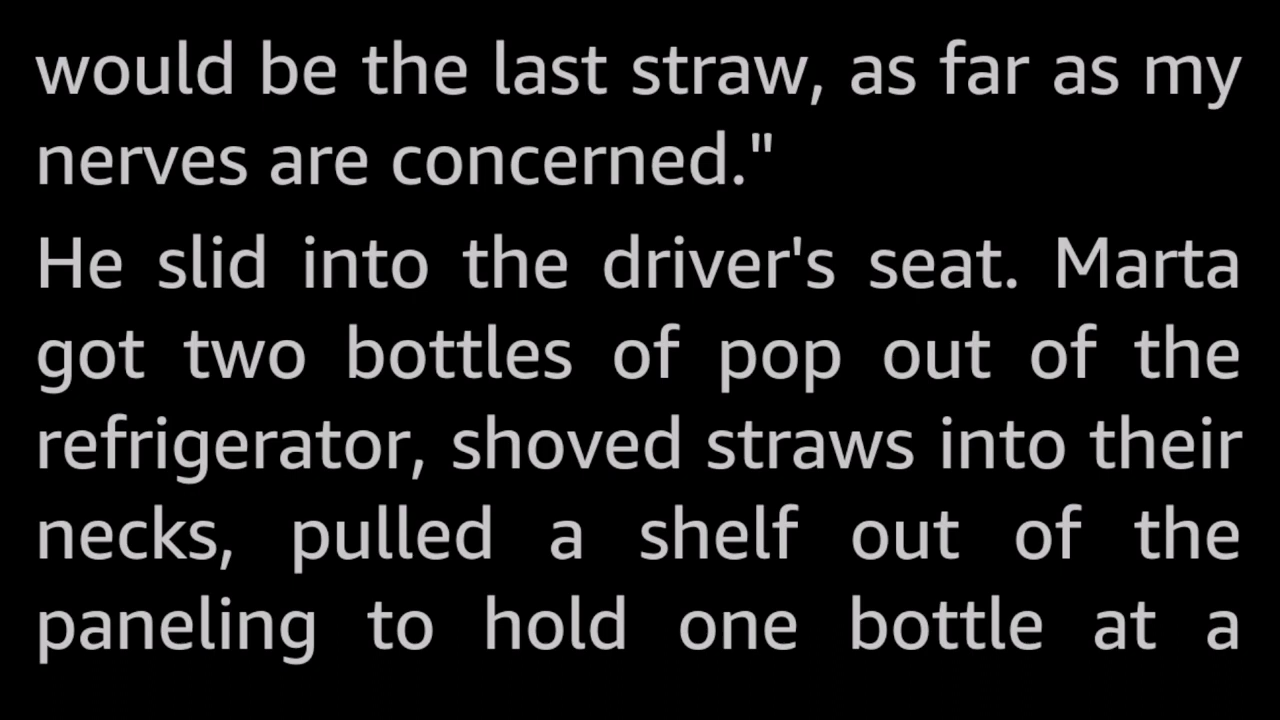 would be the last straw, as far as my
nerves are concerned."
He slid into the driver's seat. Marta
got two bottles of pop out of the
refrigerator, shoved straws into their
necks, pulled a shelf out of the
paneling to hold one bottle at a